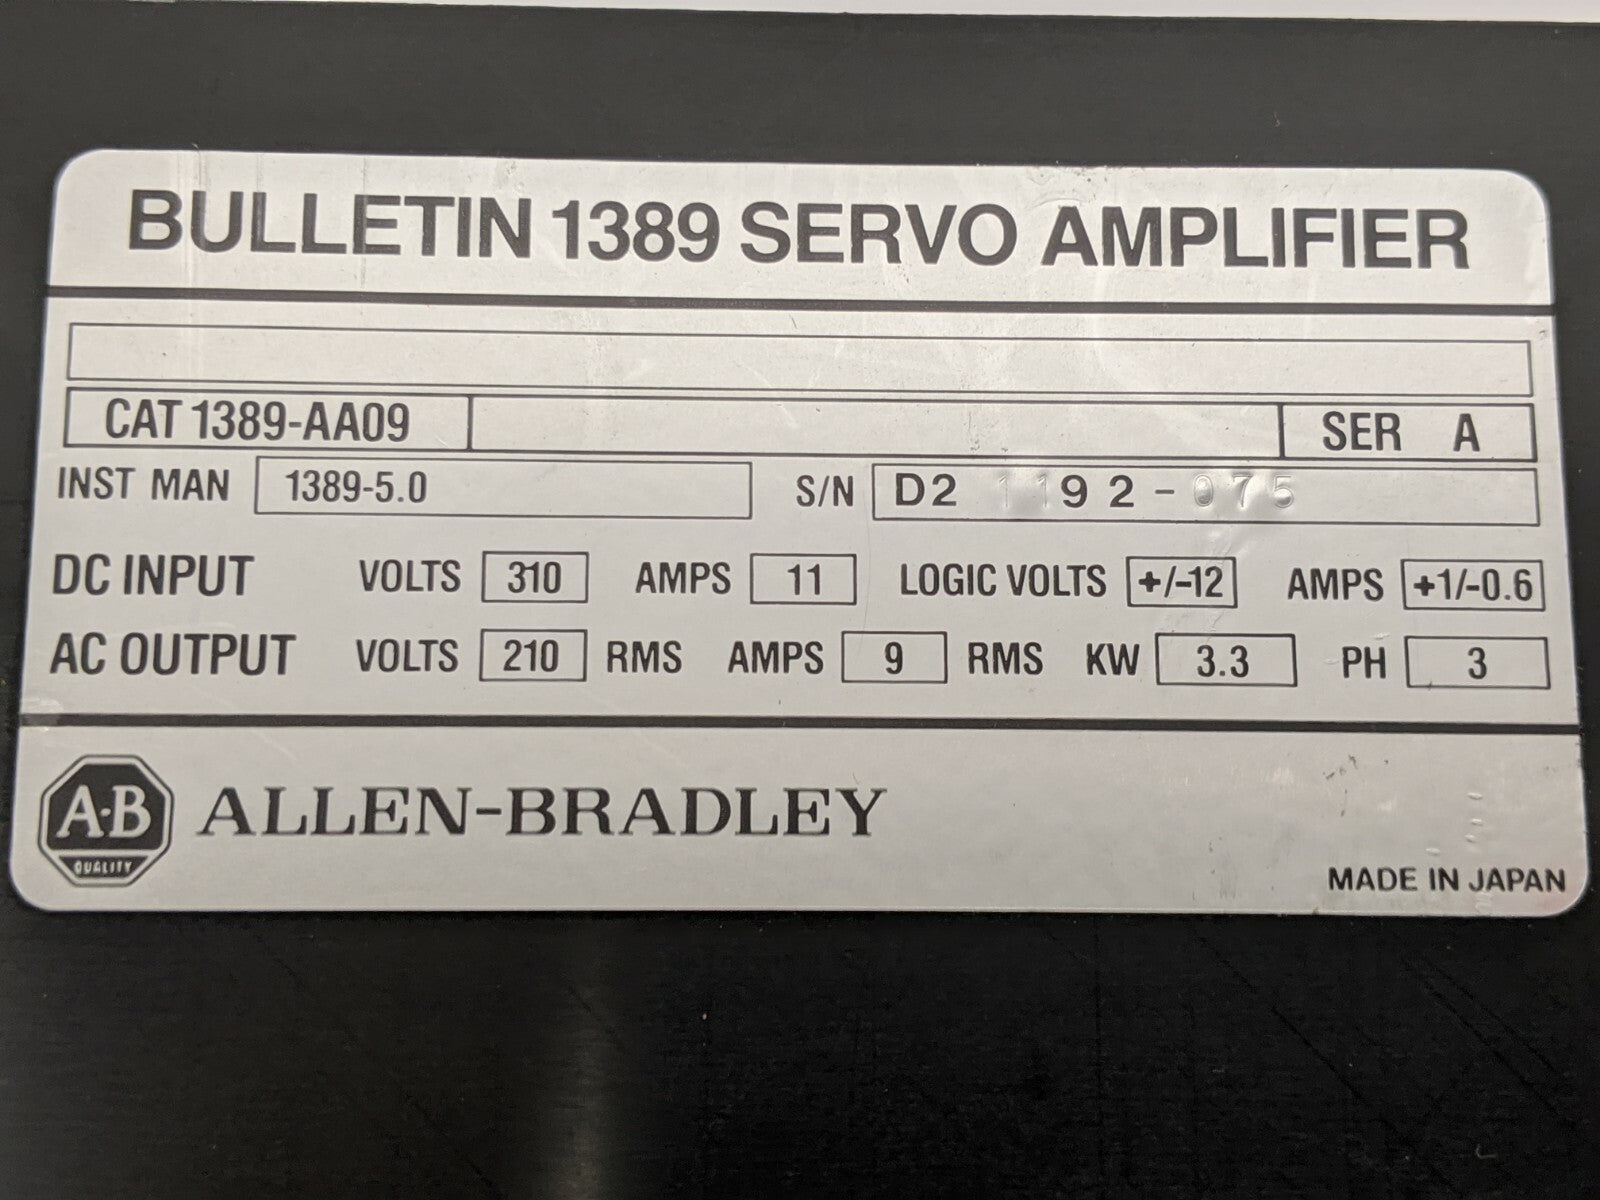 BULLETIN 1389 SERVO AMPLIFIER
CAT 1389-AA09 SER A
INST MAN 1389-5.0 S/N D2 1192-075
DC INPUT VOLTS 310 AMPS 11 LOGIC VOLTS +/-12 AMPS +1/-0.6
AC OUTPUT VOLTS 210 RMS AMPS 9 RMS KW 3.3 PH 3
A·B QUALITY ALLEN-BRADLEY
MADE IN JAPAN